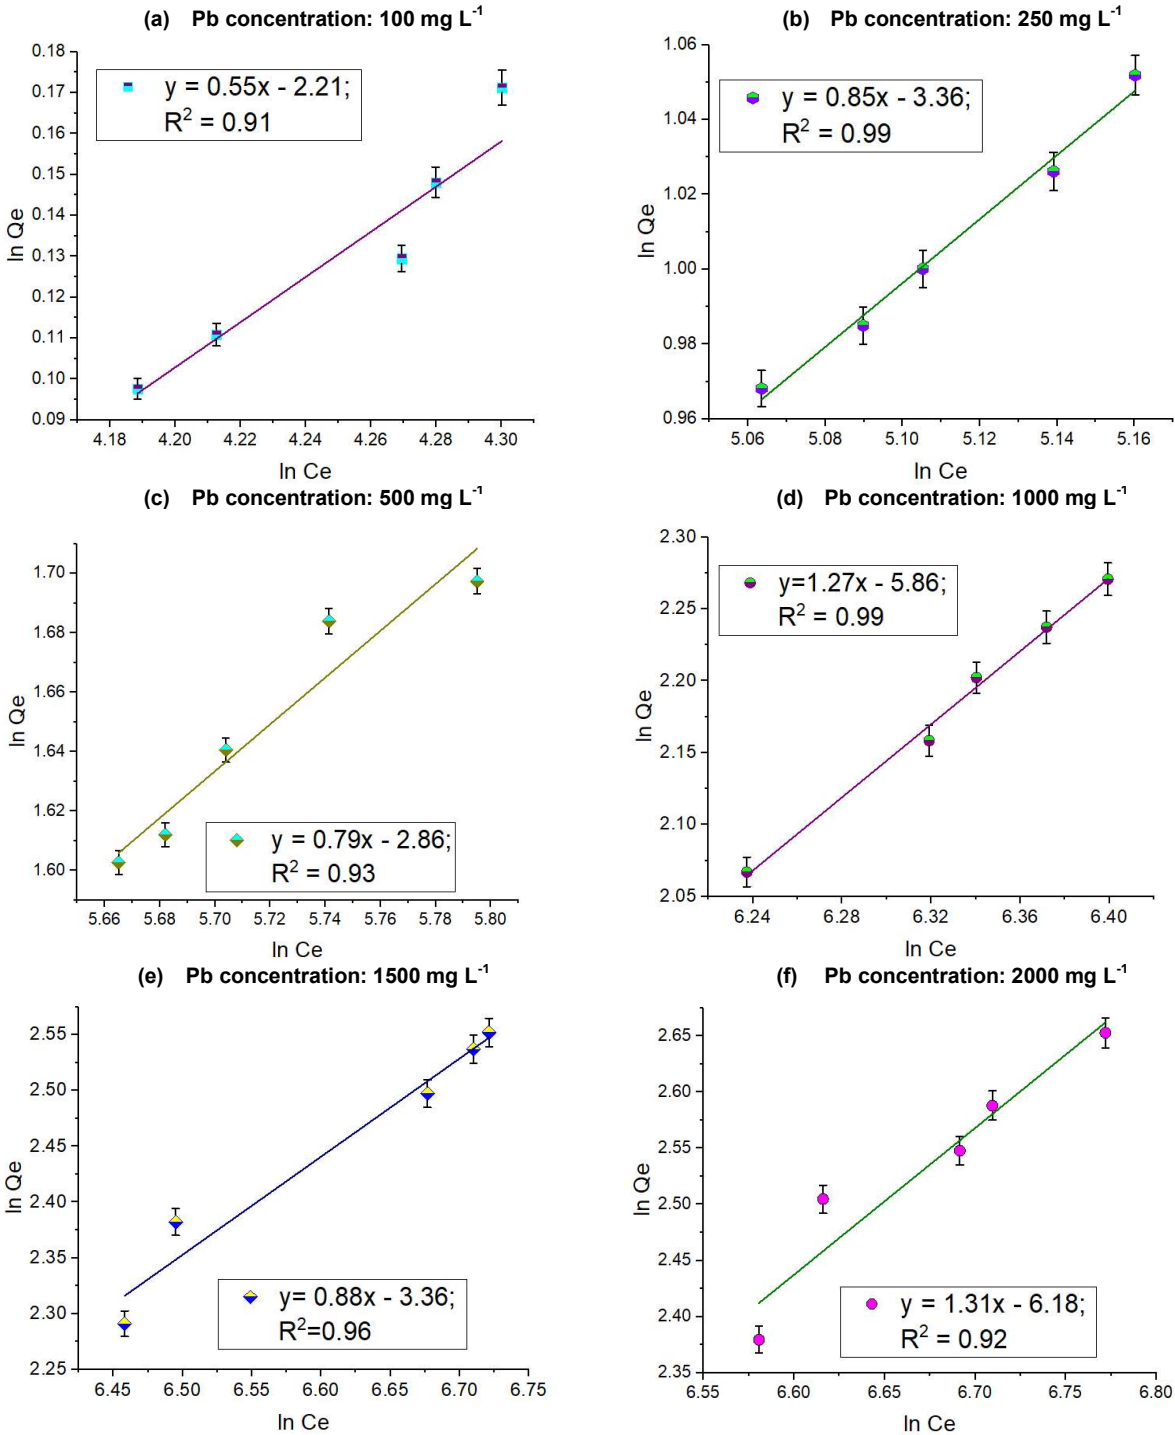 (a) Pb concentration: 100 mg L-1
0.18
0.17
0.16
0.15
0.14
0.13
0.12
0.11
0.10
0.09
ln Qe
y = 0.55x - 2.21;
R2 = 0.91
4.18 4.20 4.22 4.24 4.26 4.28 4.30
ln Ce
(b) Pb concentration: 250 mg L-1
1.06
1.04
1.02
1.00
0.98
0.96
ln Qe
y = 0.85x - 3.36;
R2 = 0.99
5.06 5.08 5.10 5.12 5.14 5.16
ln Ce
(c) Pb concentration: 500 mg L-1
1.70
1.68
1.66
1.64
1.62
1.60
ln Qe
y = 0.79x - 2.86;
R2 = 0.93
5.66 5.68 5.70 5.72 5.74 5.76 5.78 5.80
ln Ce
(d) Pb concentration: 1000 mg L-1
2.30
2.25
2.20
2.15
2.10
2.05
ln Qe
y=1.27x - 5.86;
R2 = 0.99
6.24 6.28 6.32 6.36 6.40
ln Ce
(e) Pb concentration: 1500 mg L-1
2.55
2.50
2.45
2.40
2.35
2.30
2.25
ln Qe
y= 0.88x - 3.36;
R2=0.96
6.45 6.50 6.55 6.60 6.65 6.70 6.75
ln Ce
(f) Pb concentration: 2000 mg L-1
2.65
2.60
2.55
2.50
2.45
2.40
2.35
ln Qe
y = 1.31x - 6.18;
R2 = 0.92
6.55 6.60 6.65 6.70 6.75 6.80
ln Ce